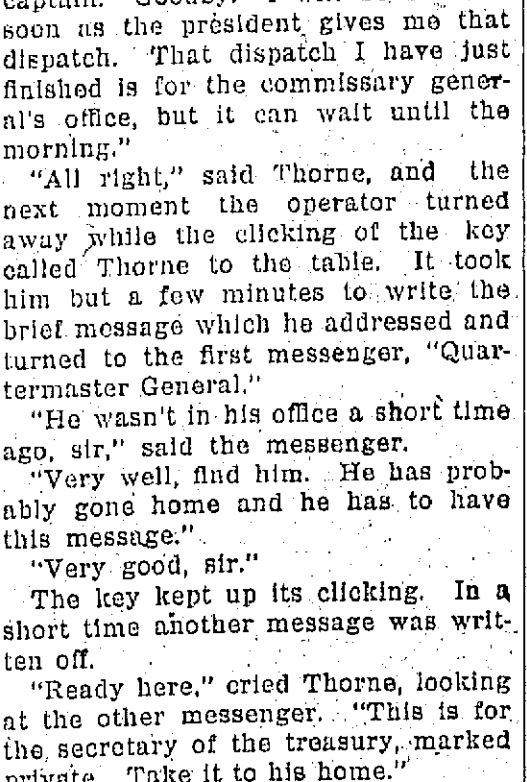 captain.
soon as the president gives me that
dispatch. That dispatch I have just
finished is for the commissary gener-
al's office, but it can wait until the
morning."
"All right," said Thorne, and the
next moment the operator turned
away while the clicking of the key
called Thorne to the table. It took
him but a few minutes to write the
brief message which he addressed and
turned to the first messenger, "Quar-
termaster General."
"He wasn't in his office a short time
ago, sir," said the messenger.
"Very well, find him. He has prob-
ably gone home and he has to have
this message."
"Very good, sir."
The key kept up its clicking. In a
short time another message was writ-
ten off.
"Ready here," cried Thorne, looking
at the other messenger. "This is for
the secretary of the treasury, marked
private. Take it to his home."